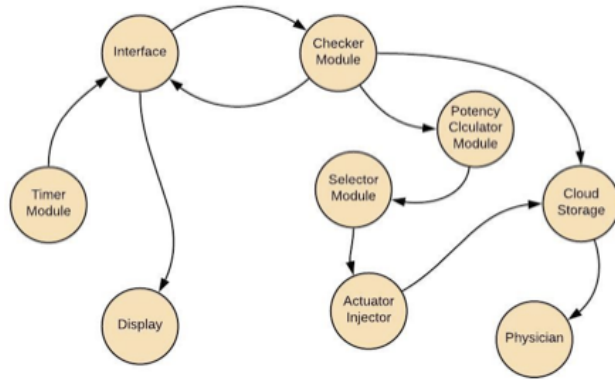 Interface
Checker
Module
Potency
Clculator
Module
Selector
Module
Timer
Module
Cloud
Storage
Actuator
Injector
Display
Physician